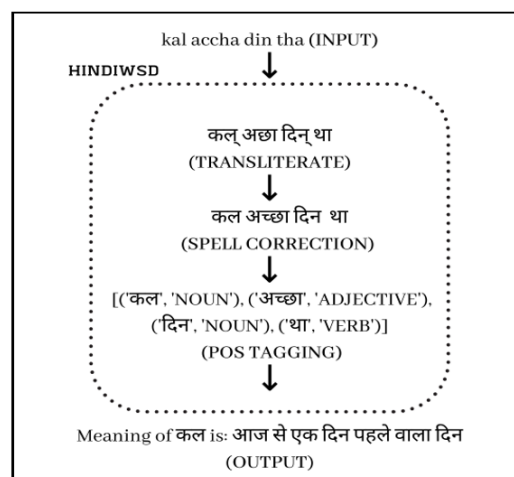 kal accha din tha (INPUT)
HINDIWSD
कल् अछा दिन् था
(TRANSLITERATE)
कल अच्छा दिन था
(SPELL CORRECTION)
[('कल', 'NOUN'), ('अच्छा', 'ADJECTIVE'),
('दिन', 'NOUN'), ('था', 'VERB')]
(POS TAGGING)
Meaning of कल is: आज से एक दिन पहले वाला दिन
(OUTPUT)